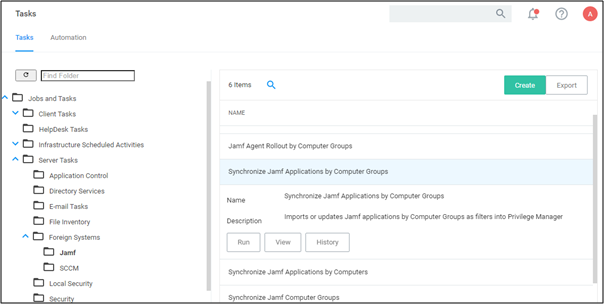 Tasks
A
Tasks
Automation
Find Folder
Jobs and Tasks
Client Tasks
HelpDesk Tasks
Infrastructure Scheduled Activities
Server Tasks
Application Control
Directory Services
E-mail Tasks
File Inventory
Foreign Systems
Jamf
SCCM
Local Security
Security
6 Items
Create
Export
NAME
Jamf Agent Rollout by Computer Groups
Synchronize Jamf Applications by Computer Groups
Name
Synchronize Jamf Applications by Computer Groups
Description
Imports or updates Jamf applications by Computer Groups as filters into Privilege Manager
Run
View
History
Synchronize Jamf Applications by Computers
Synchronize Jamf Computer Groups